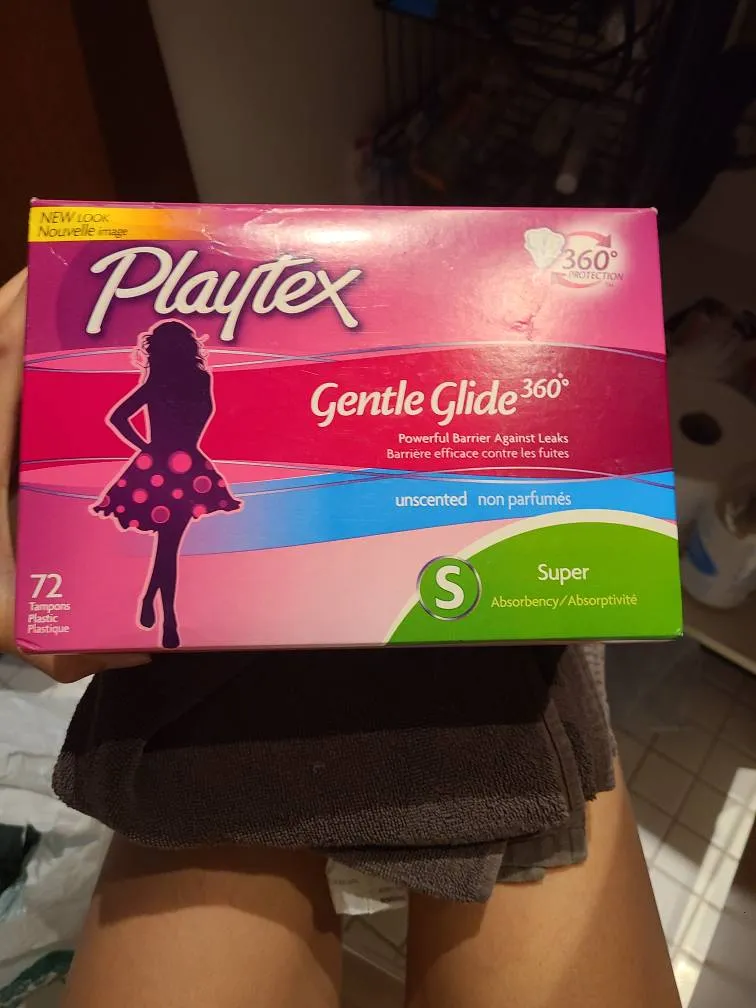 NEW LOOK
Nouvelle image
Playtex
360°
PROTECTION
Gentle Glide 360°
Powerful Barrier Against Leaks
Barrière efficace contre les fuites
unscented non parfumés
S
Super
Absorbency/Absorptivité
72
Tampons
Plastic
Plastique